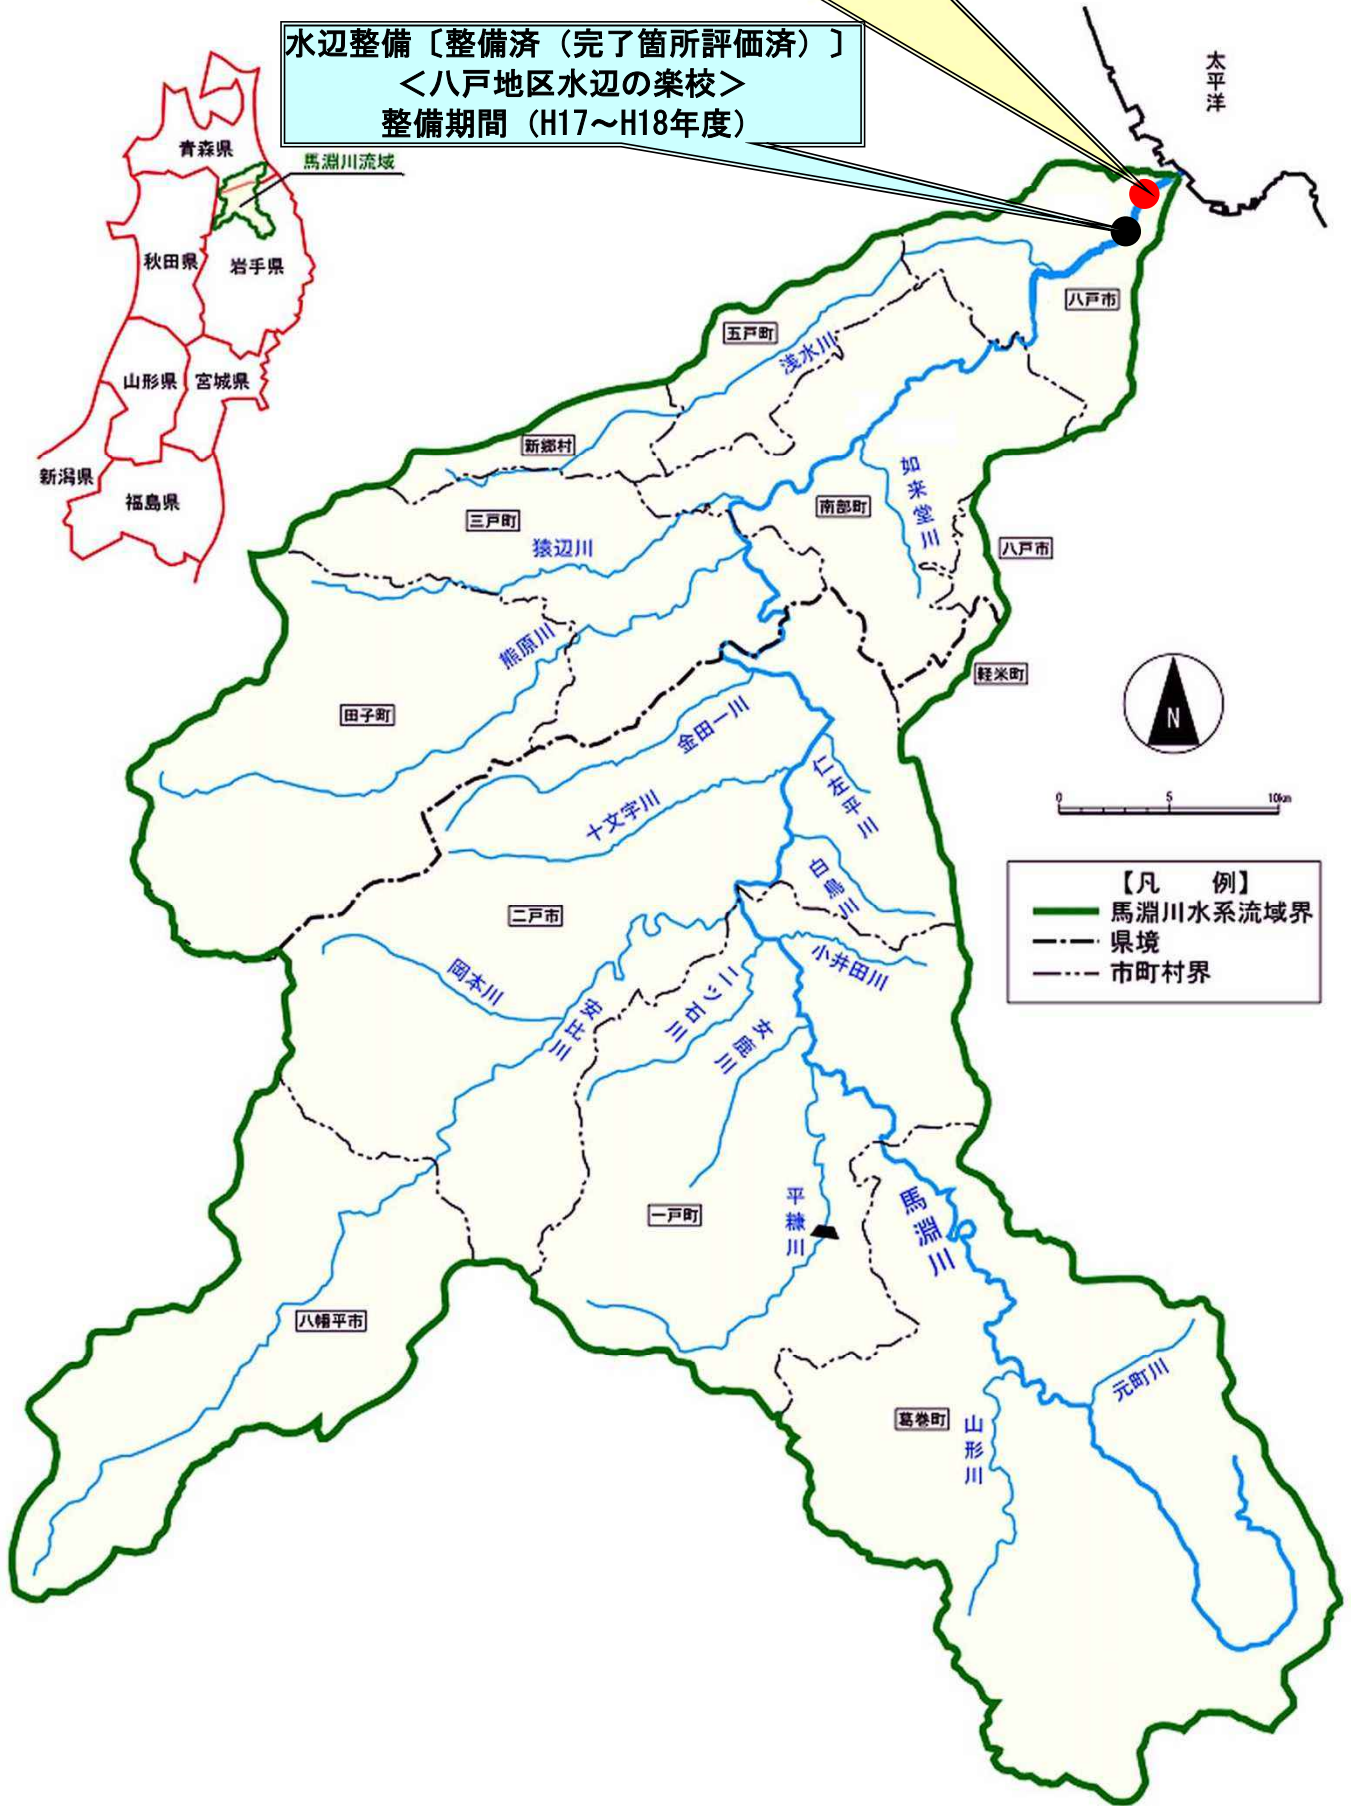 水辺整備〔整備済（完了箇所評価済）〕
＜八戸地区水辺の楽校＞
整備期間（H17～H18年度）
太平洋
青森県
馬淵川流域
秋田県
岩手県
山形県
宮城県
新潟県
福島県
八戸市
五戸町
浅水川
新郷村
如来堂川
南部町
三戸町
猿辺川
八戸市
熊原川
軽米町
田子町
金田一川
N
仁左平川
十文字川
0 5 10km
白鳥川
【凡 例】
馬淵川水系流域界
県境
市町村界
二戸市
小井田川
岡本川
二ツ石川
安比川
女鹿川
一戸町
平糠川
馬淵川
八幡平市
元町川
葛巻町
山形川